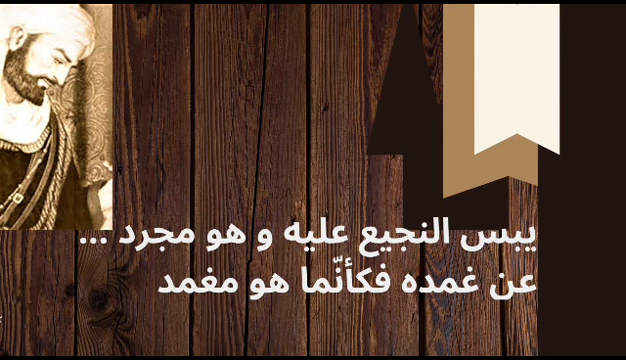 يبس النجيع عليه و هو مجرد ...
عن غمده فكأنّما هو مغمد